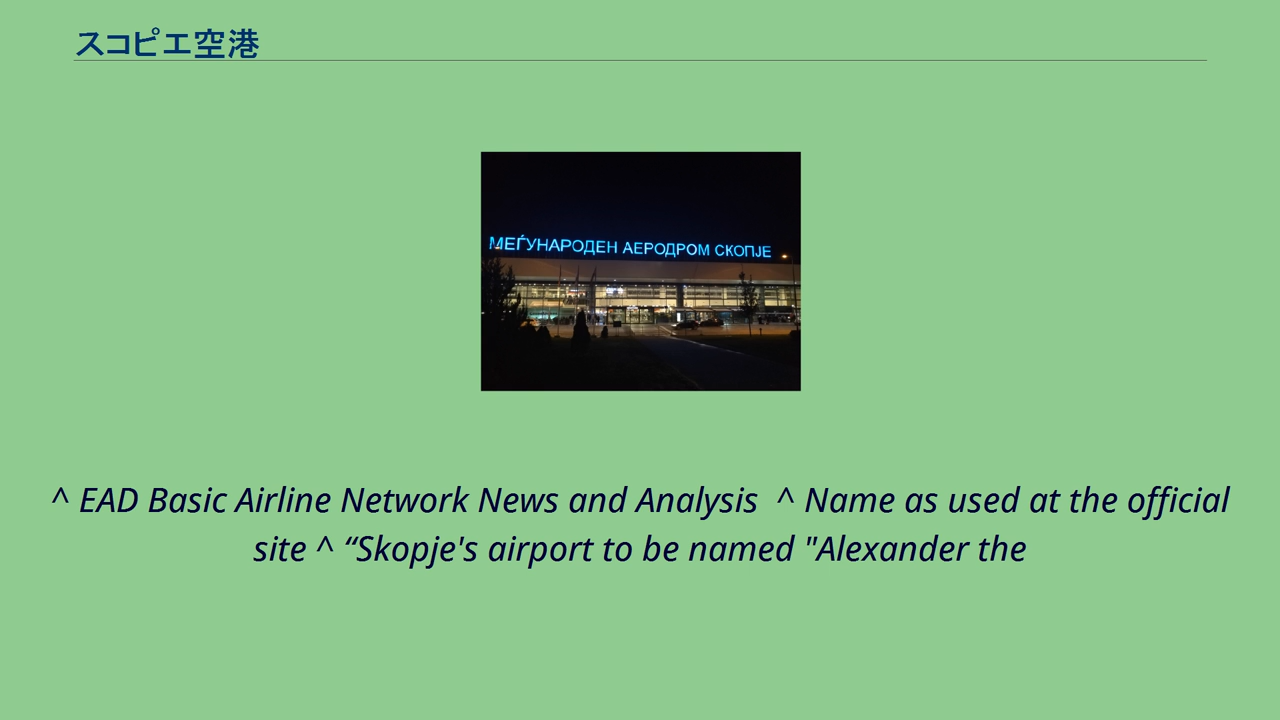 スコピエ空港
МЕЃУНАРОДЕН АЕРОДРОМ СКОПЈЕ
^ EAD Basic Airline Network News and Analysis  ^ Name as used at the official
site ^ “Skopje's airport to be named "Alexander the